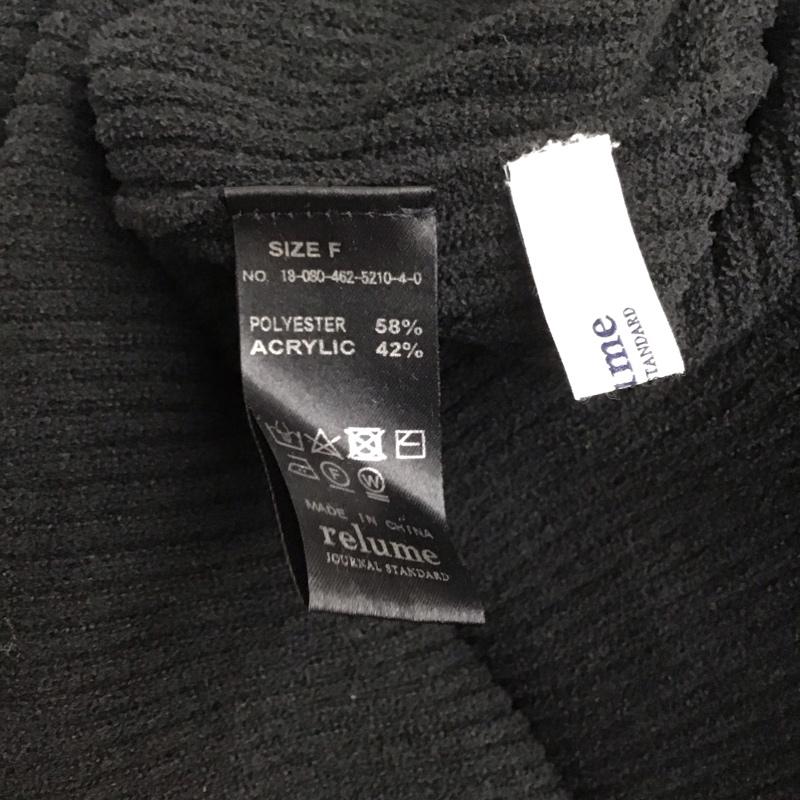 SIZE F
NO. 18-080-462-5210-4-0
POLYESTER 58%
ACRYLIC 42%
F W
MADE IN CHINA
relume
JOURNAL STANDARD
ume
TANDARD